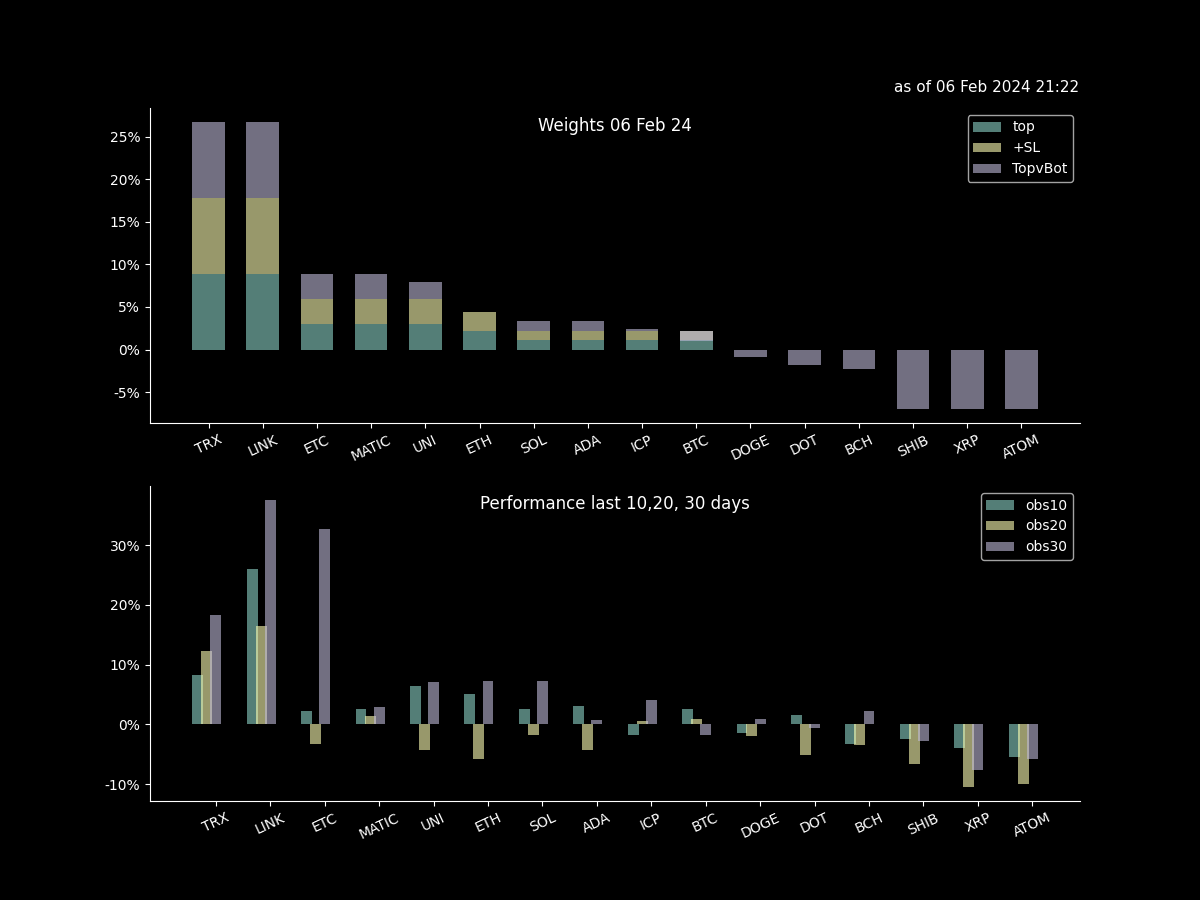 as of 06 Feb 2024 21:22
Weights 06 Feb 24
top
+SL
TopvBot
25%
20%
15%
10%
5%
0%
-5%
TRX LINK ETC MATIC UNI ETH SOL ADA ICP BTC DOGE DOT BCH SHIB XRP ATOM
Performance last 10,20, 30 days
obs10
obs20
obs30
30%
20%
10%
0%
-10%
TRX LINK ETC MATIC UNI ETH SOL ADA ICP BTC DOGE DOT BCH SHIB XRP ATOM